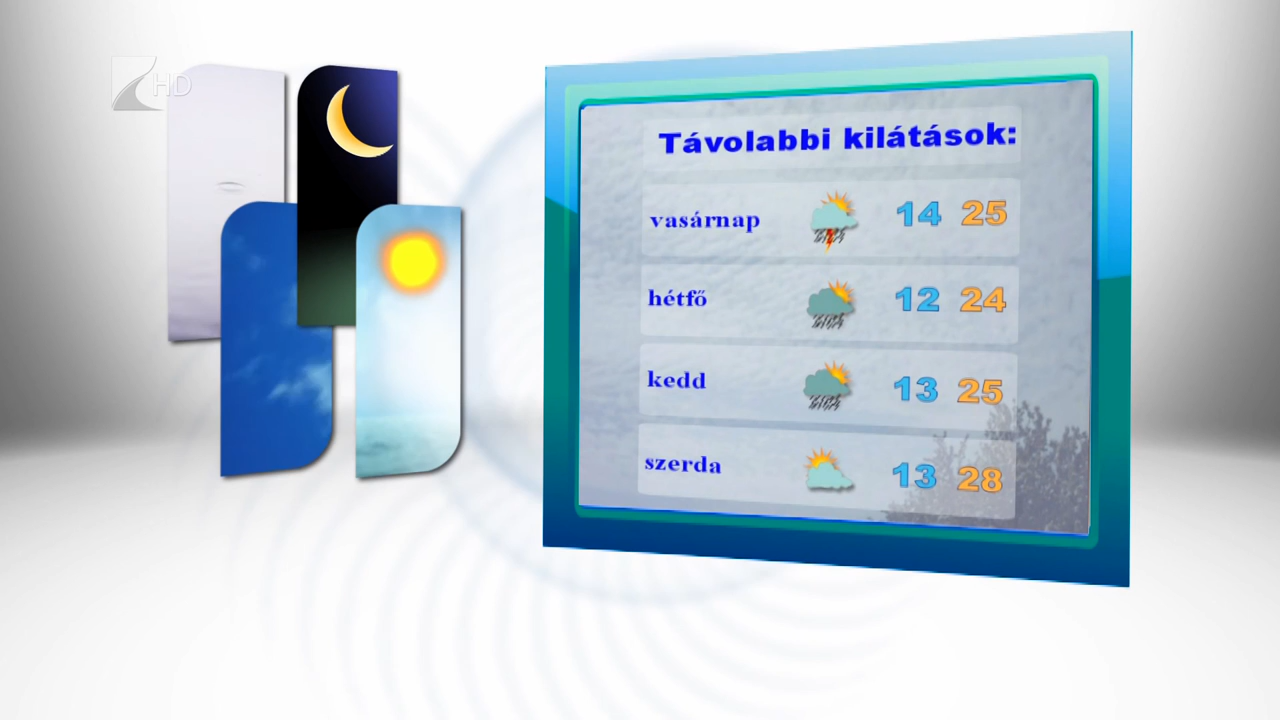 HD
Távolabbi kilátások:
vasárnap 14 25
hétfő 12 24
kedd 13 25
szerda 13 28